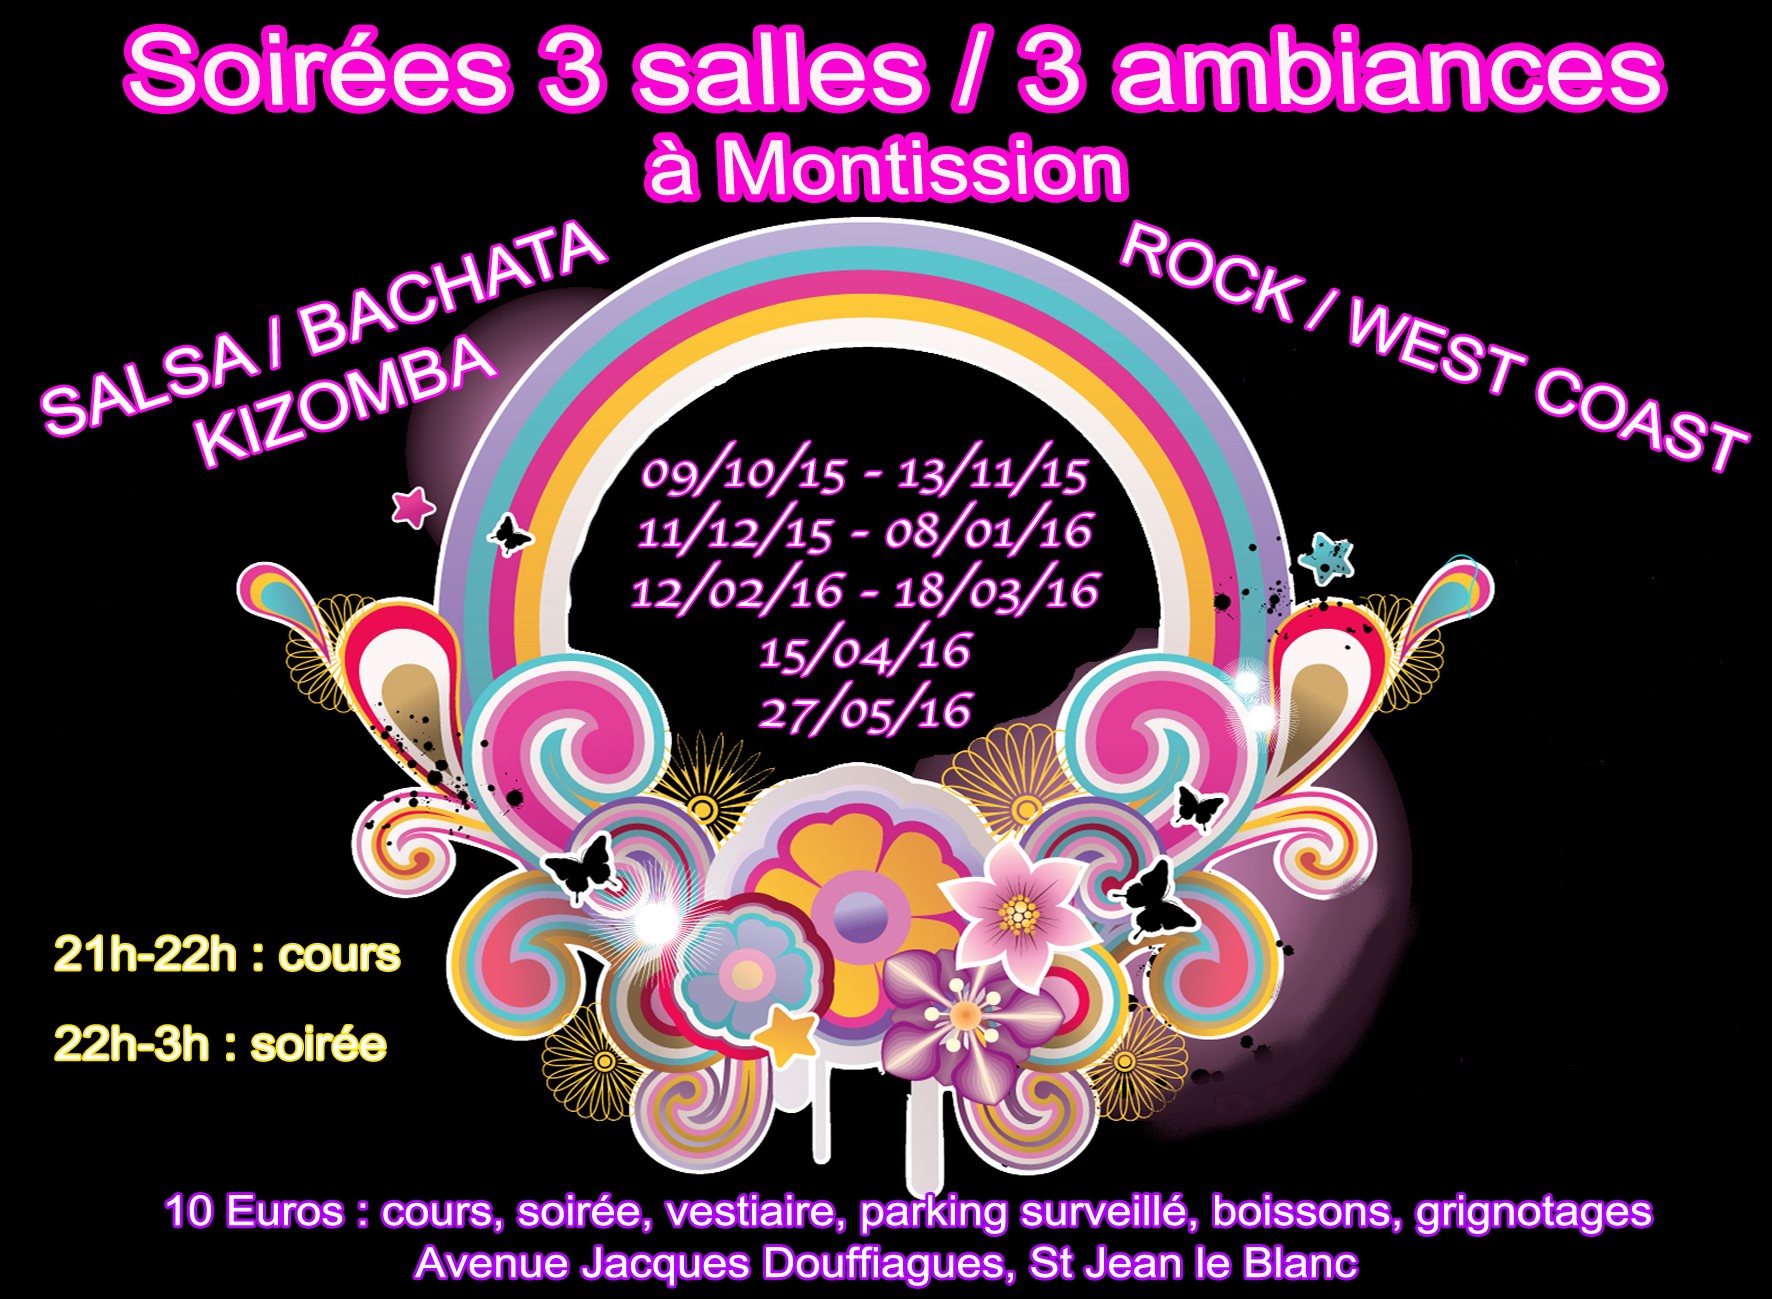 Soirées 3 salles / 3 ambiances
à Montission
SALSA / BACHATA
KIZOMBA
ROCK / WEST COAST
09/10/15 - 13/11/15
11/12/15 - 08/01/16
12/02/16 - 18/03/16
15/04/16
27/05/16
21h-22h : cours
22h-3h : soirée
10 Euros : cours, soirée, vestiaire, parking surveillé, boissons, grignotages
Avenue Jacques Douffiagues, St Jean le Blanc